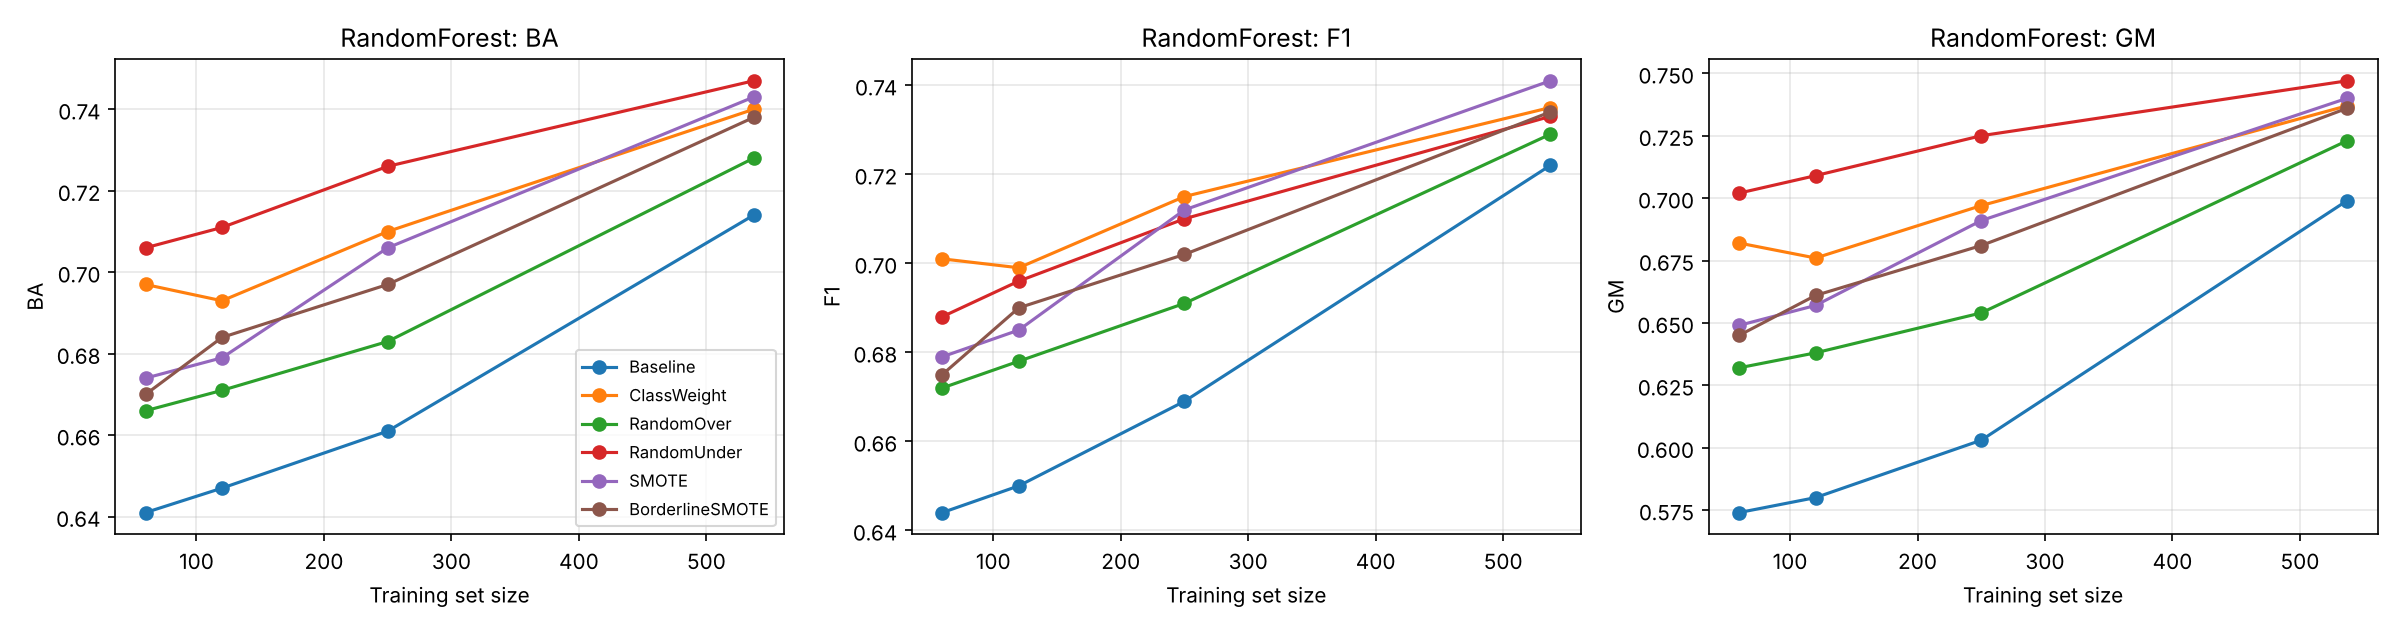 RandomForest: BA
BA
0.74
0.72
0.70
0.68
0.66
0.64
100 200 300 400 500
Training set size
Baseline
ClassWeight
RandomOver
RandomUnder
SMOTE
BorderlineSMOTE
RandomForest: F1
F1
0.74
0.72
0.70
0.68
0.66
0.64
100 200 300 400 500
Training set size
RandomForest: GM
GM
0.750
0.725
0.700
0.675
0.650
0.625
0.600
0.575
100 200 300 400 500
Training set size